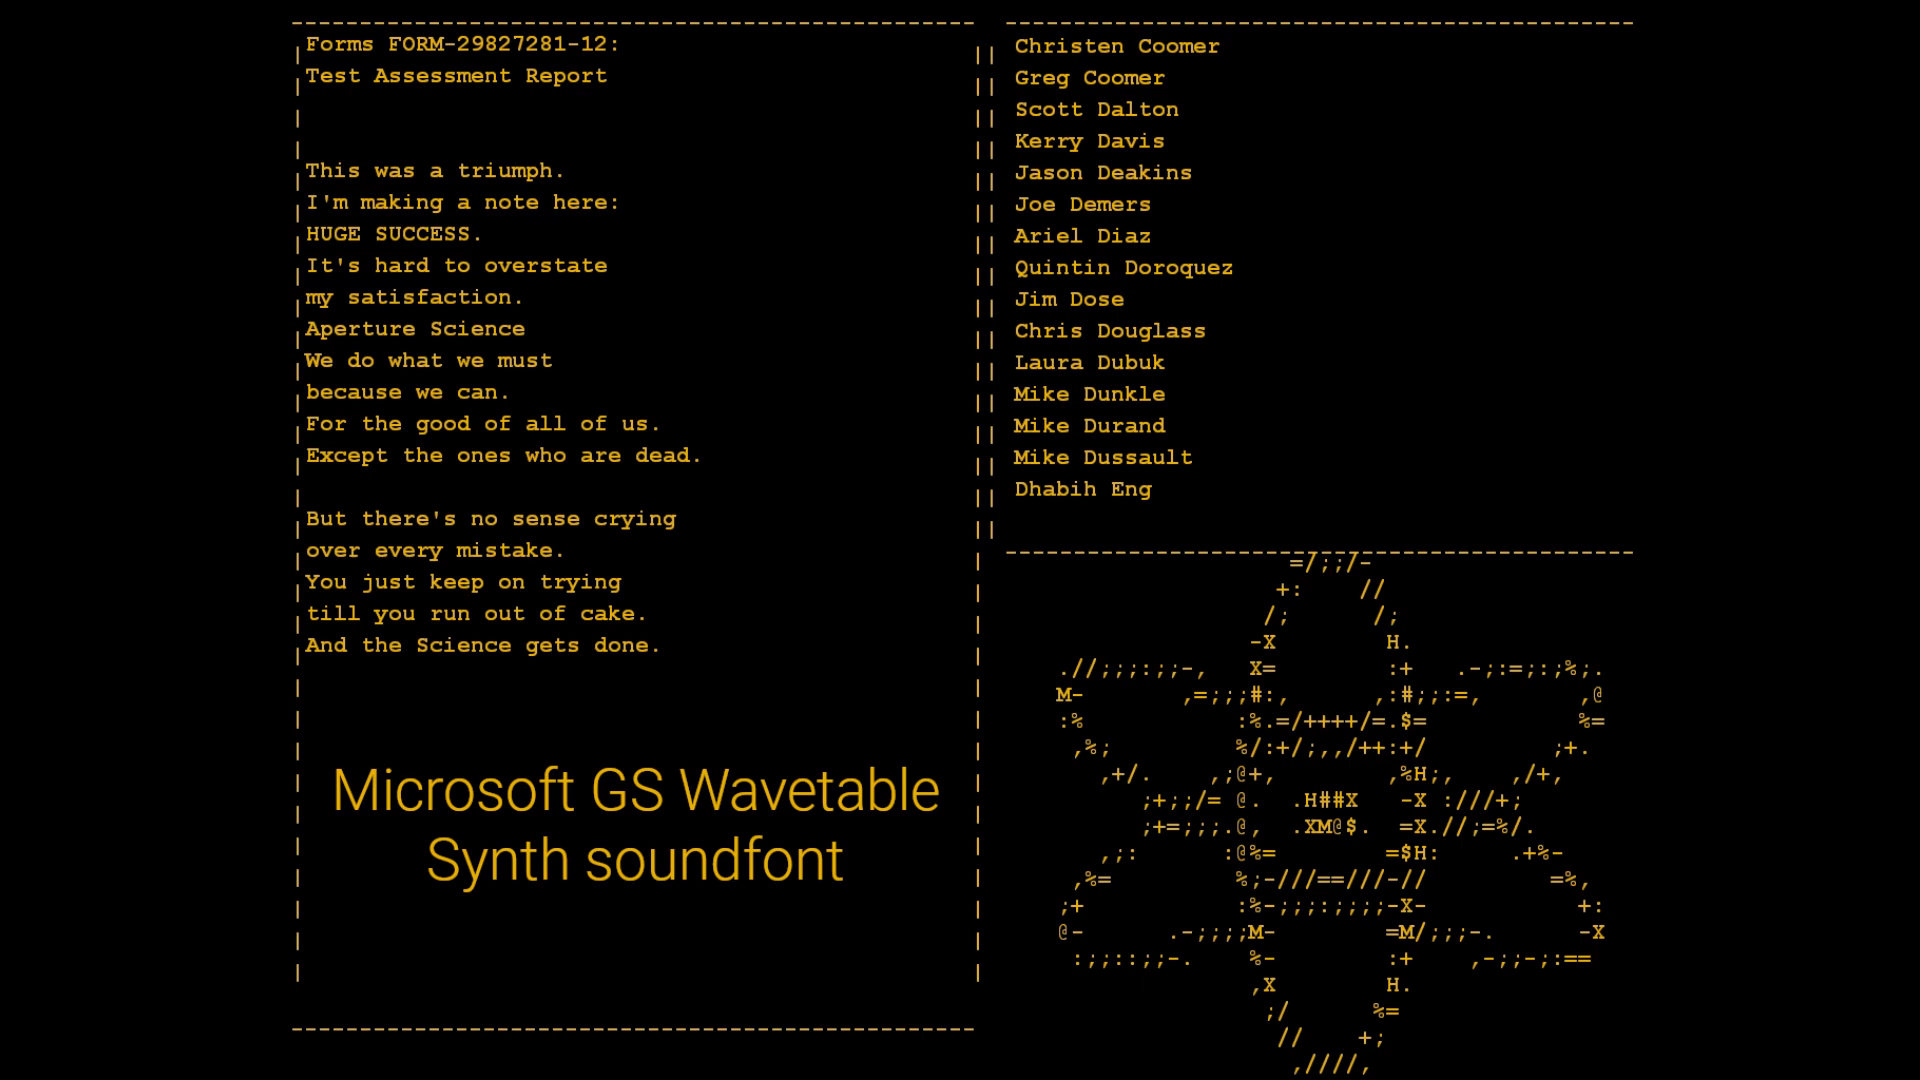 Forms FORM-29827281-12:
Test Assessment Report
This was a triumph.
I'm making a note here:
HUGE SUCCESS.
It's hard to overstate
my satisfaction.
Aperture Science
We do what we must
because we can.
For the good of all of us.
Except the ones who are dead.
But there's no sense crying
over every mistake.
You just keep on trying
till you run out of cake.
And the Science gets done.
Microsoft GS Wavetable
Synth soundfont
Christen Coomer
Greg Coomer
Scott Dalton
Kerry Davis
Jason Deakins
Joe Demers
Ariel Diaz
Quintin Doroquez
Jim Dose
Chris Douglass
Laura Dubuk
Mike Dunkle
Mike Durand
Mike Dussault
Dhabih Eng